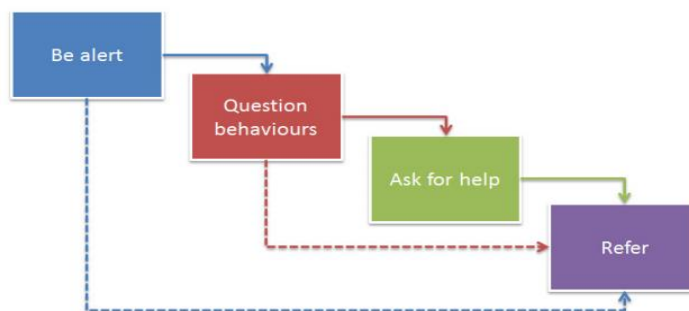 Be alert
Question
behaviours
Ask for help
Refer